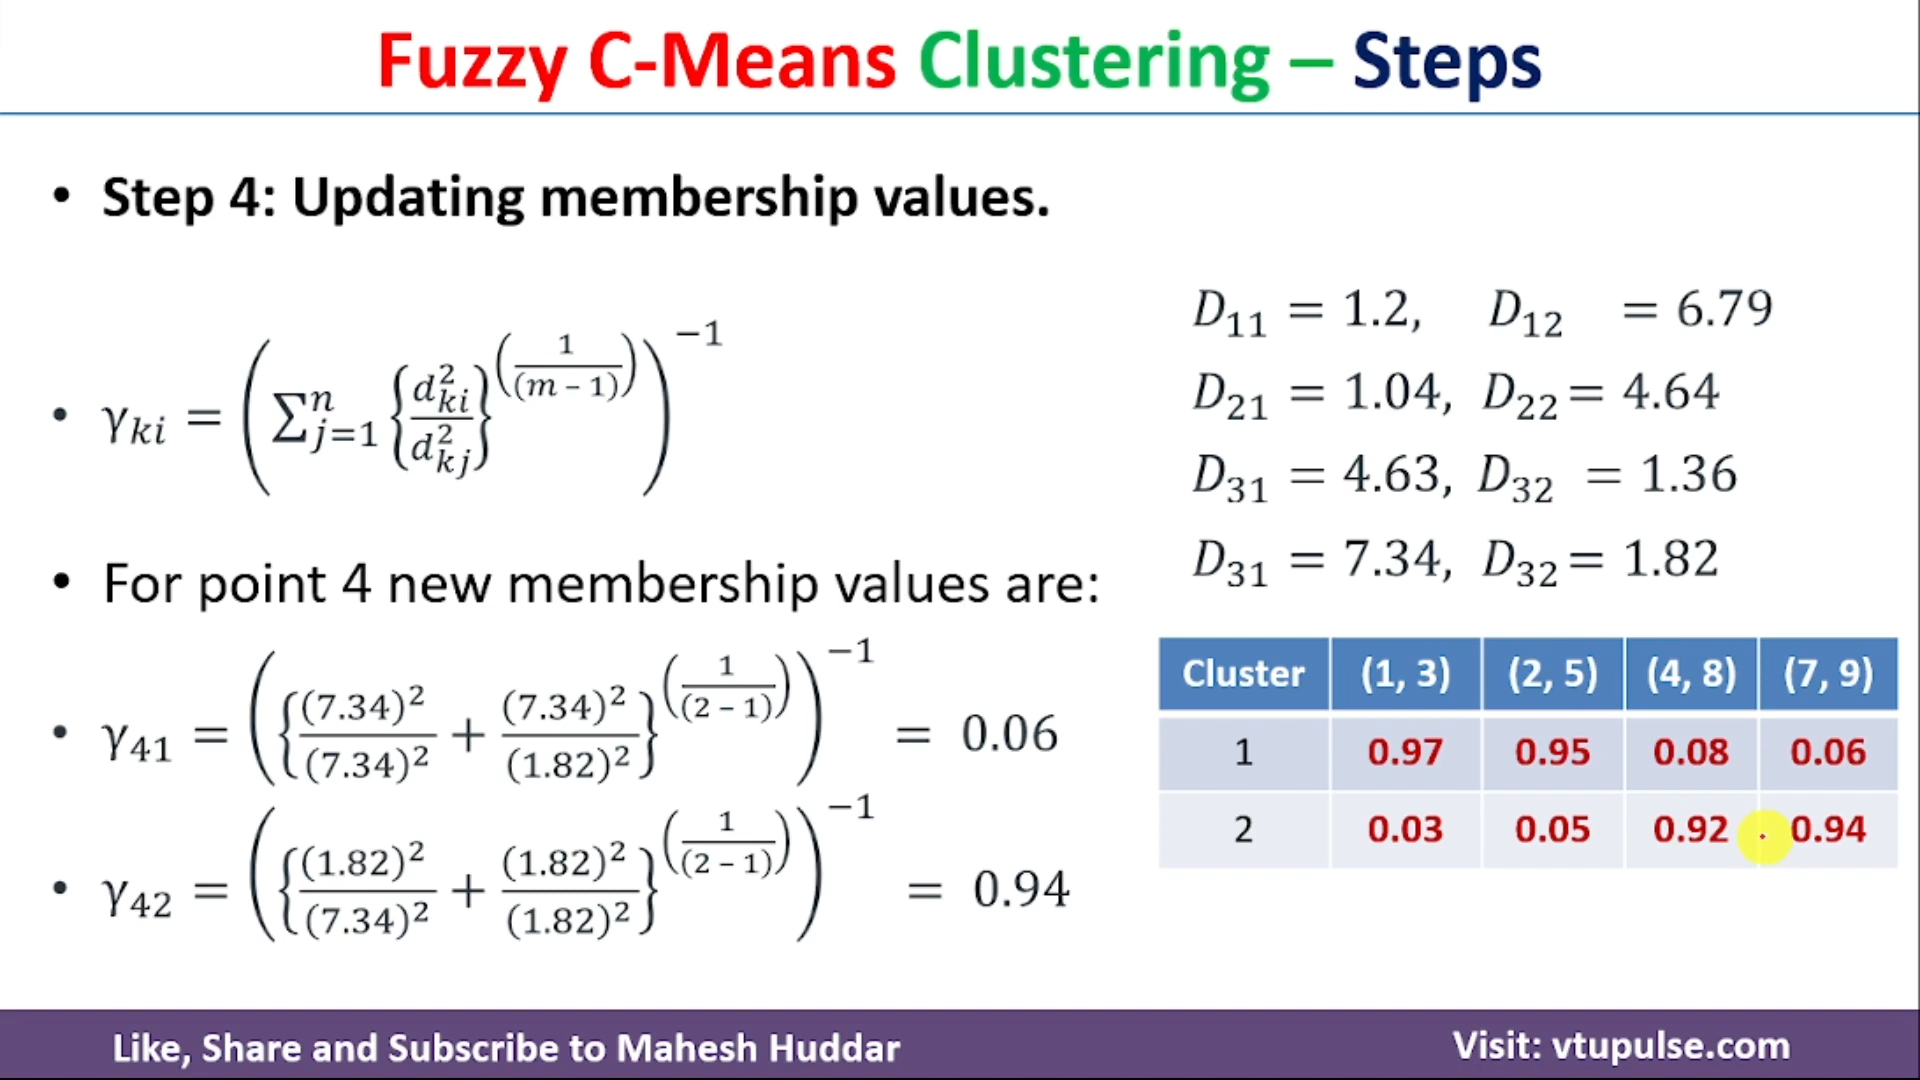 Fuzzy C-Means Clustering – Steps
• Step 4: Updating membership values.
• γ_ki = (∑_{j=1}^{n} {d_ki^2 / d_kj^2}^(1/(m – 1)))^−1
• For point 4 new membership values are:
• γ_41 = ({(7.34)^2/(7.34)^2 + (7.34)^2/(1.82)^2}^(1/(2 – 1)))^−1 = 0.06
• γ_42 = ({(1.82)^2/(7.34)^2 + (1.82)^2/(1.82)^2}^(1/(2 – 1)))^−1 = 0.94
D_11 = 1.2, D_12 = 6.79
D_21 = 1.04, D_22 = 4.64
D_31 = 4.63, D_32 = 1.36
D_31 = 7.34, D_32 = 1.82
Cluster (1, 3) (2, 5) (4, 8) (7, 9)
1 0.97 0.95 0.08 0.06
2 0.03 0.05 0.92 0.94
Like, Share and Subscribe to Mahesh Huddar
Visit: vtupulse.com